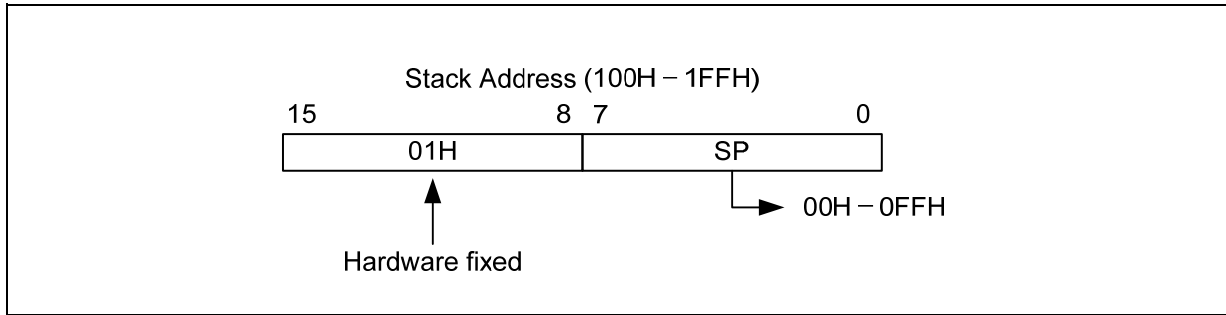 Stack Address (100H – 1FFH)
15 8 7 0
01H SP
00H – 0FFH
Hardware fixed